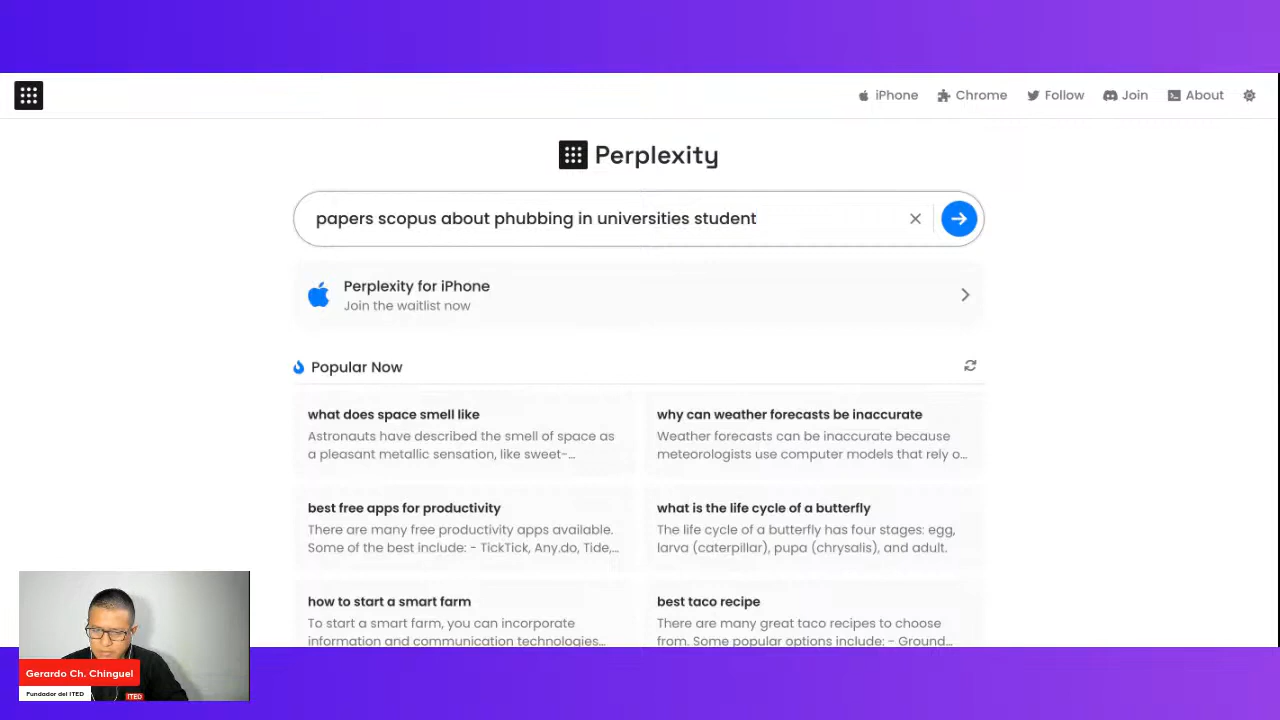 iPhone
Chrome
Follow
Join
About
Perplexity
papers scopus about phubbing in universities student
Perplexity for iPhone
Join the waitlist now
Popular Now
what does space smell like
Astronauts have described the smell of space as
a pleasant metallic sensation, like sweet-...
why can weather forecasts be inaccurate
Weather forecasts can be inaccurate because
meteorologists use computer models that rely o...
best free apps for productivity
There are many free productivity apps available.
Some of the best include: - TickTick, Any.do, Tide,...
what is the life cycle of a butterfly
The life cycle of a butterfly has four stages: egg,
larva (caterpillar), pupa (chrysalis), and adult.
how to start a smart farm
To start a smart farm, you can incorporate
information and communication technologies...
best taco recipe
There are many great taco recipes to choose
from. Some popular options include: - Ground...
Gerardo Ch. Chinguel
Fundador del ITED
ITED